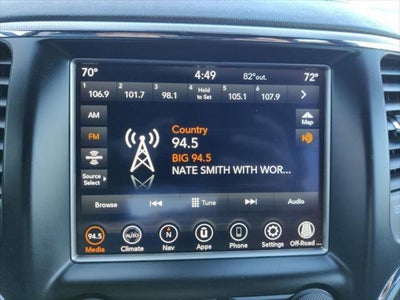 70° 4:49 82°out. 72°
1 106.9 2 101.7 3 98.1 4 Hold to Set 5 105.1 6 107.9
AM
Map
Country
FM
94.5
BIG 94.5
NATE SMITH WITH WOR...
Source Select
Browse Tune Audio
94.5 AUTO N
Media Climate Nav Apps Phone Settings Off-Road ...